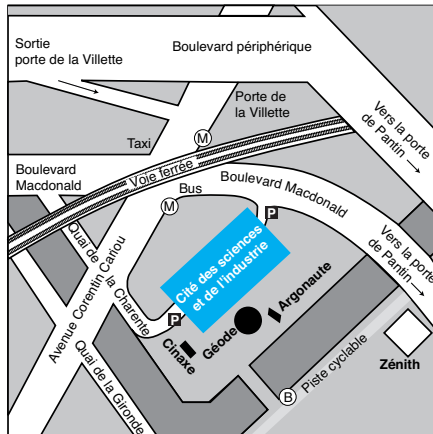 Sortie
porte de la Villette
Boulevard périphérique
Porte de
la Villette
M
Taxi
Vers la porte
de Pantin
Boulevard
Macdonald
Voie ferrée
Bus
Boulevard Macdonald
M
P
Quai de
la Charente
Cité des sciences
et de l'industrie
Vers la porte
de Pantin
Avenue Corentin Cariou
P
Argonaute
Géode
Cinaxe
Zénith
Quai de la Gironde
B
Piste cyclable